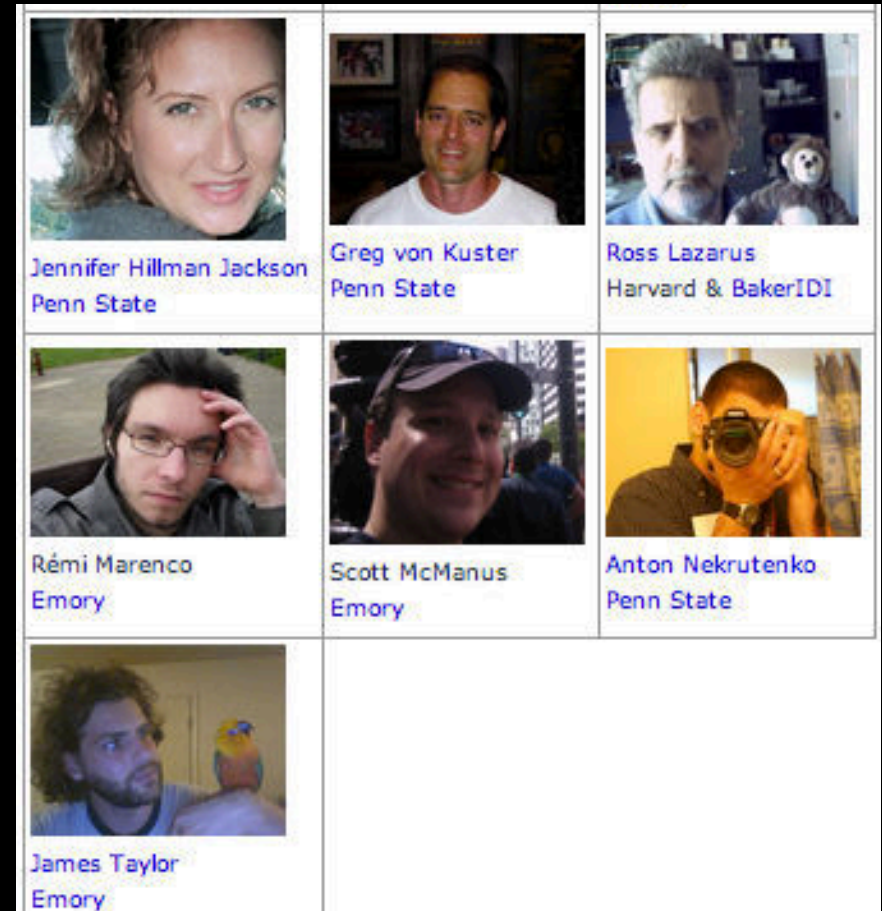 Jennifer Hillman Jackson
Penn State
Greg von Kuster
Penn State
Ross Lazarus
Harvard & BakerIDI
Rémi Marenco
Emory
Scott McManus
Emory
Anton Nekrutenko
Penn State
James Taylor
Emory